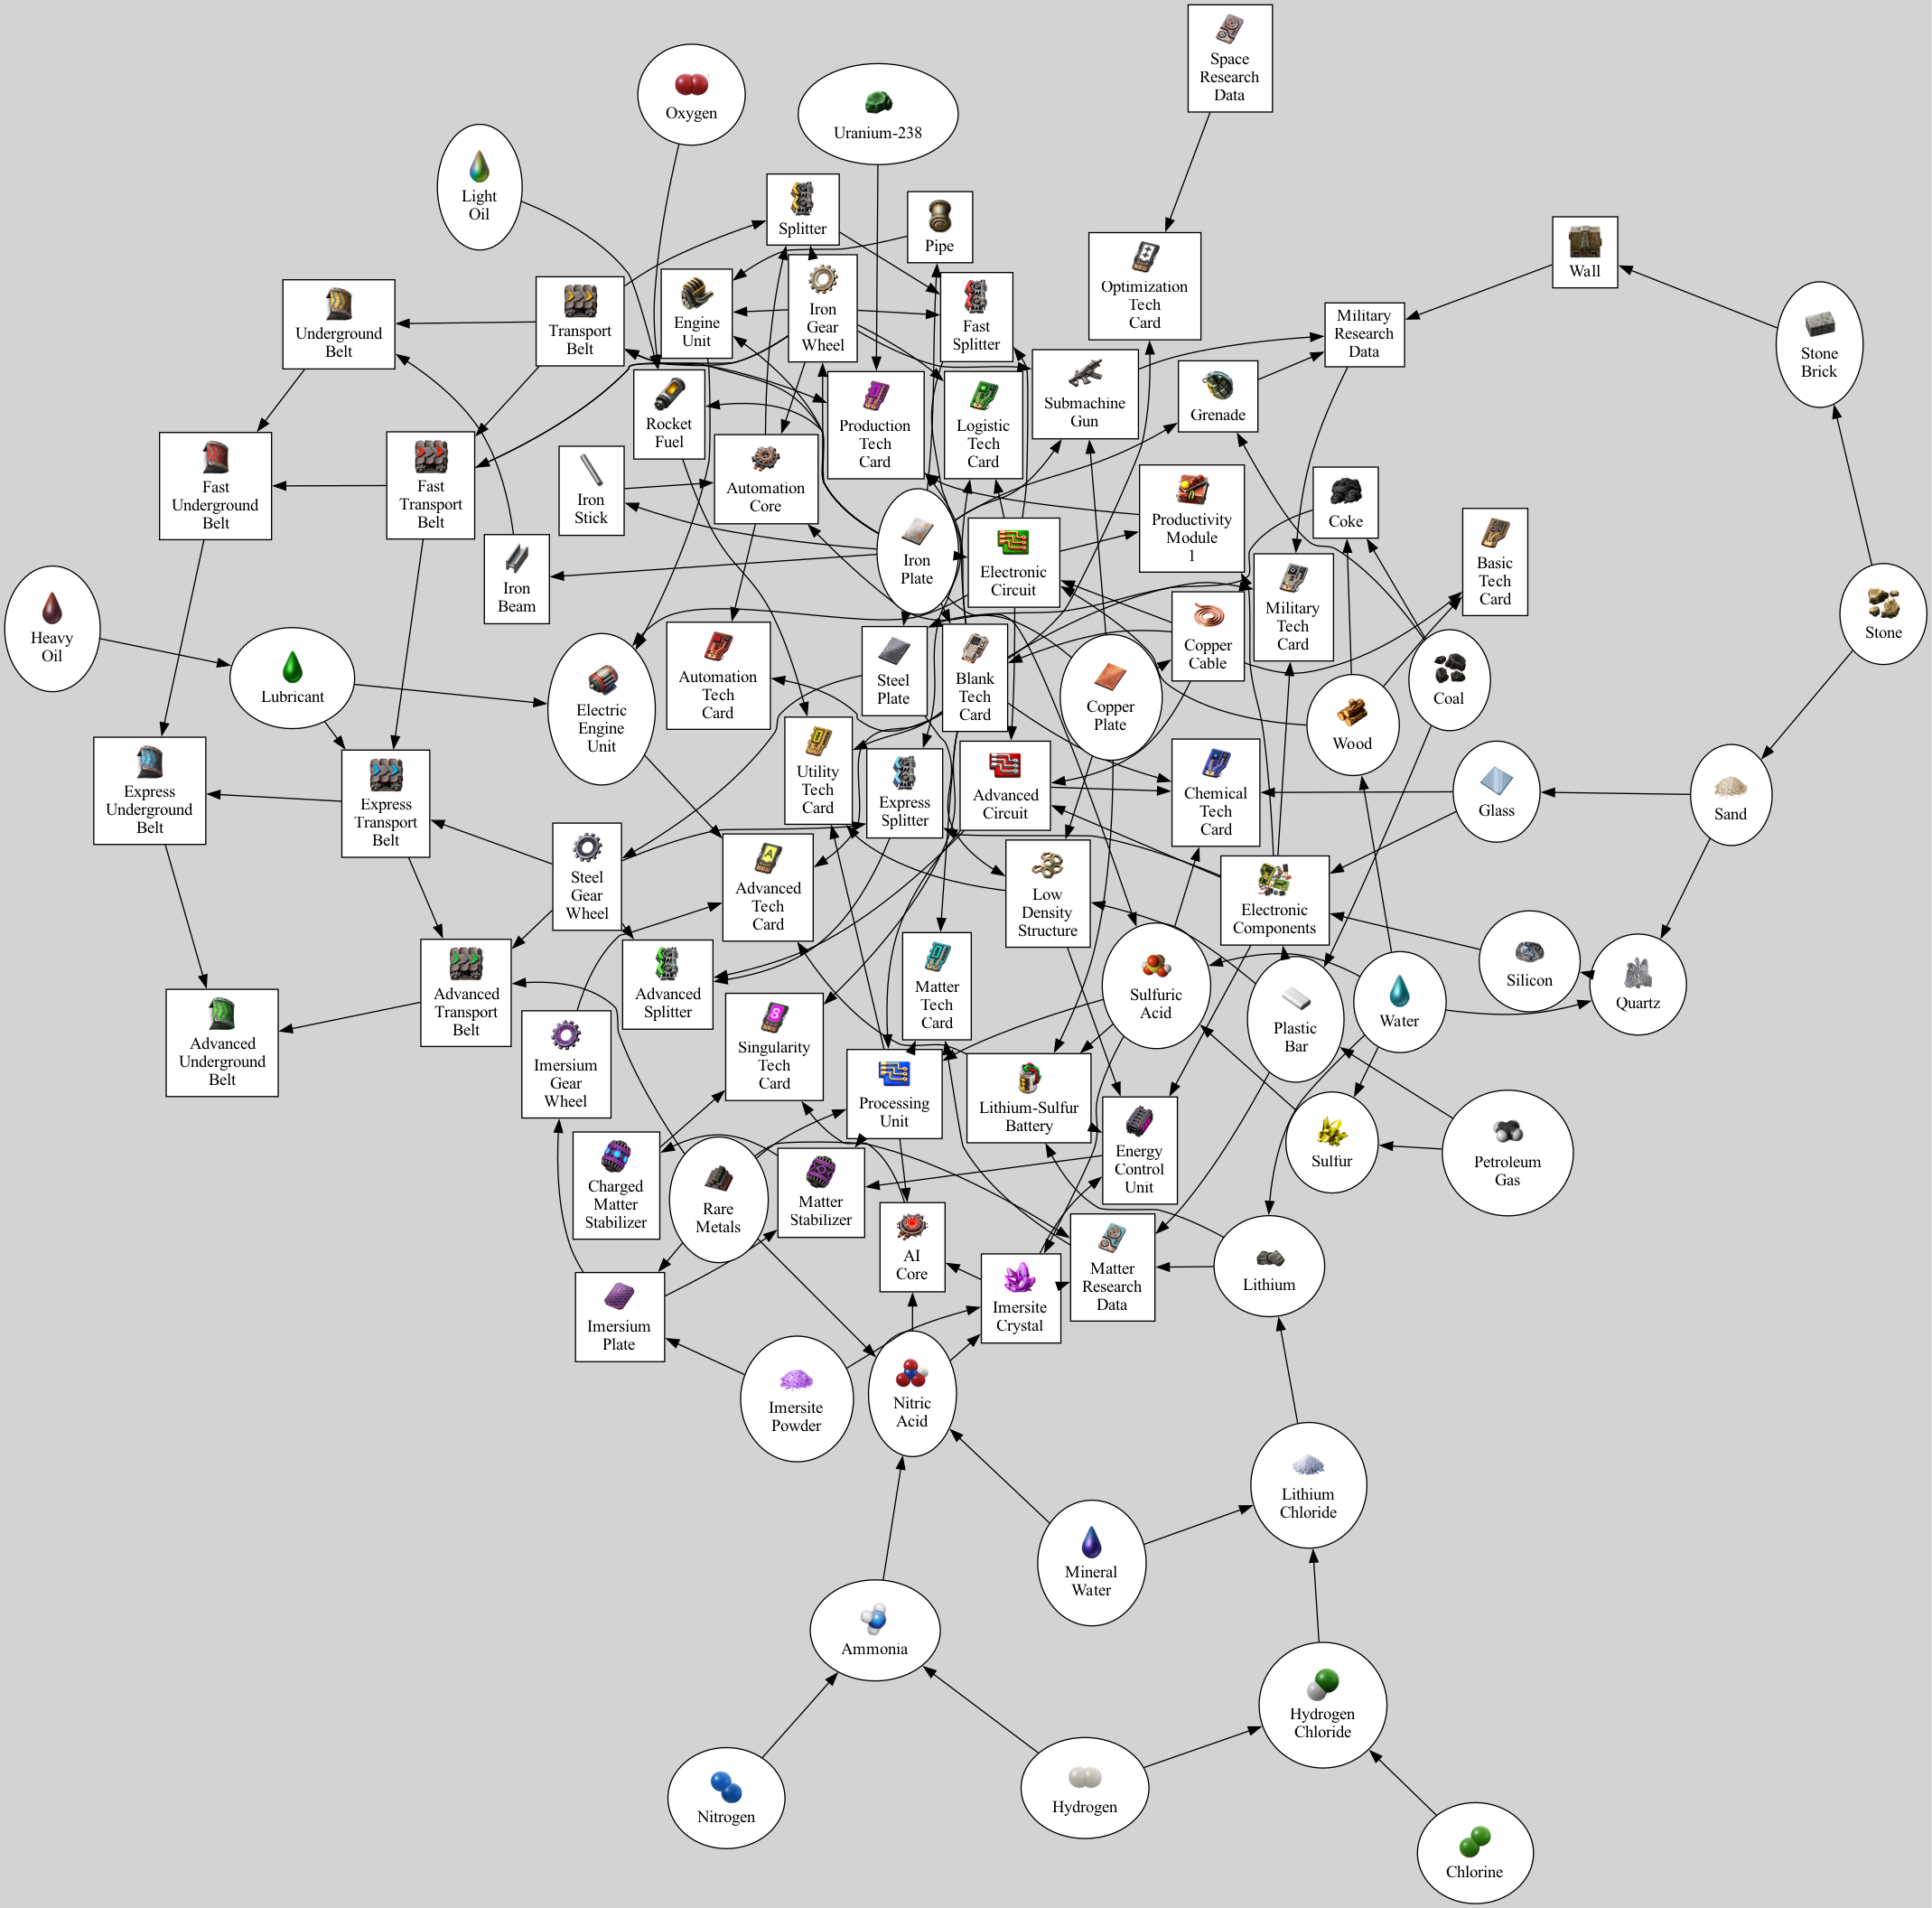 Space
Research
Data
Oxygen
Uranium-238
Light
Oil
Splitter
Pipe
Optimization
Tech
Card
Wall
Underground
Belt
Transport
Belt
Engine
Unit
Iron
Gear
Wheel
Fast
Splitter
Military
Research
Data
Stone
Brick
Rocket
Fuel
Production
Tech
Card
Logistic
Tech
Card
Submachine
Gun
Grenade
Fast
Underground
Belt
Fast
Transport
Belt
Iron
Stick
Automation
Core
Productivity
Module
1
Coke
Iron
Beam
Iron
Plate
Electronic
Circuit
Military
Tech
Card
Basic
Tech
Card
Stone
Heavy
Oil
Lubricant
Electric
Engine
Unit
Automation
Tech
Card
Steel
Plate
Blank
Tech
Card
Copper
Plate
Copper
Cable
Wood
Coal
Express
Underground
Belt
Express
Transport
Belt
Utility
Tech
Card
Express
Splitter
Advanced
Circuit
Chemical
Tech
Card
Glass
Sand
Steel
Gear
Wheel
Advanced
Tech
Card
Low
Density
Structure
Electronic
Components
Advanced
Underground
Belt
Advanced
Transport
Belt
Advanced
Splitter
Matter
Tech
Card
Sulfuric
Acid
Plastic
Bar
Water
Silicon
Quartz
Imersium
Gear
Wheel
Singularity
Tech
Card
Processing
Unit
Lithium-Sulfur
Battery
Energy
Control
Unit
Sulfur
Petroleum
Gas
Charged
Matter
Stabilizer
Rare
Metals
Matter
Stabilizer
AI
Core
Imersite
Crystal
Matter
Research
Data
Lithium
Imersium
Plate
Imersite
Powder
Nitric
Acid
Lithium
Chloride
Mineral
Water
Ammonia
Hydrogen
Chloride
Nitrogen
Hydrogen
Chlorine